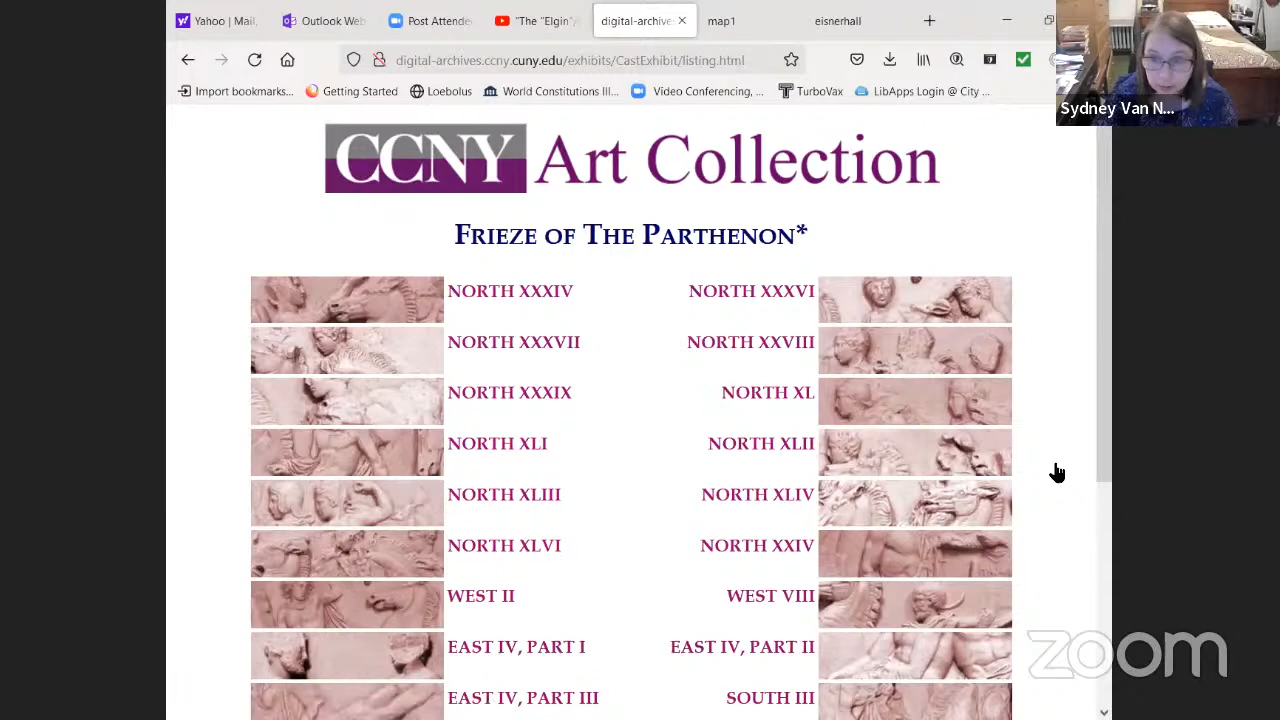 Yahoo | Mail, Outlook Web Post Attende "The "Elgin" digital-archives map1 eisnerhall
digital-archives.ccny.cuny.edu/exhibits/CastExhibit/listing.html
Import bookmarks... Getting Started Loebolus World Constitutions Ill... Video Conferencing, ... TurboVax LibApps Login @ City ...
Sydney Van N...
CCNY Art Collection
FRIEZE OF THE PARTHENON*
NORTH XXXIV NORTH XXXVI
NORTH XXXVII NORTH XXVIII
NORTH XXXIX NORTH XL
NORTH XLI NORTH XLII
NORTH XLIII NORTH XLIV
NORTH XLVI NORTH XXIV
WEST II WEST VIII
EAST IV, PART I EAST IV, PART II
EAST IV, PART III SOUTH III
zoom